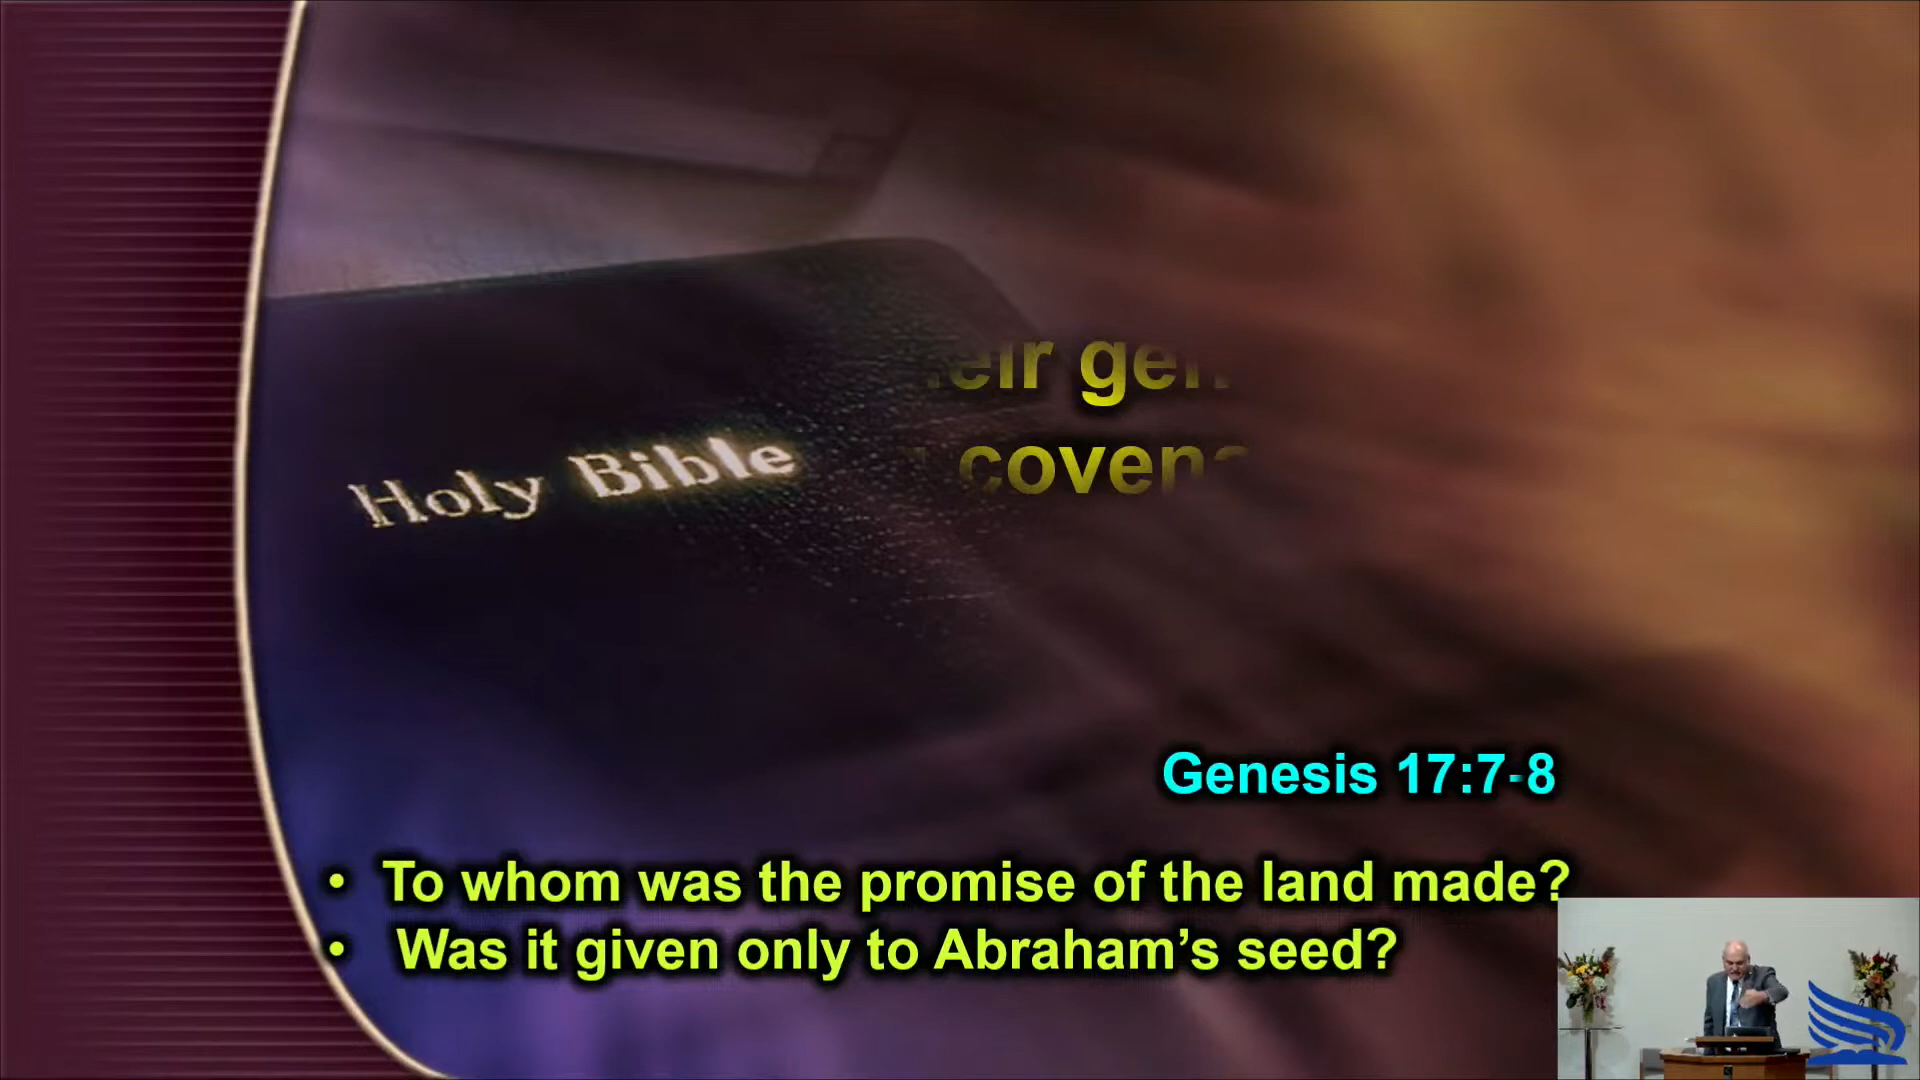 Holy Bible
covena
Genesis 17:7-8
• To whom was the promise of the land made?
• Was it given only to Abraham’s seed?